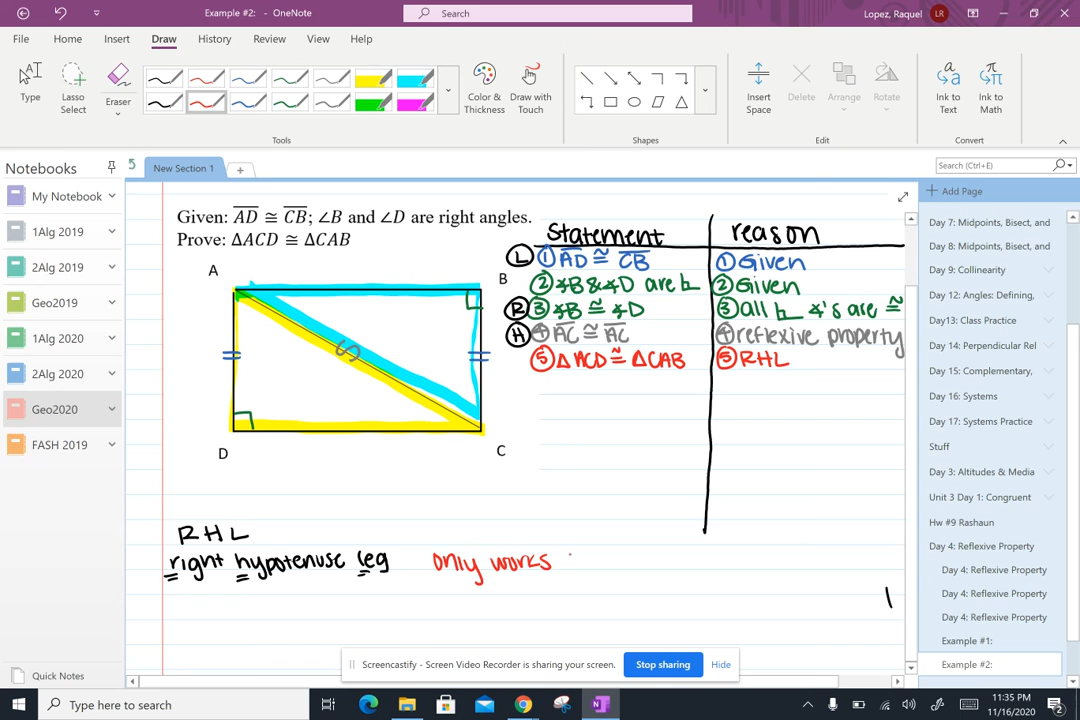 Example #2: - OneNote
Search
Lopez, Raquel
LR
File
Home
Insert
Draw
History
Review
View
Help
Type
Lasso Select
Eraser
Color & Thickness
Draw with Touch
Insert Space
Delete
Arrange
Rotate
Ink to Text
Ink to Math
Tools
Shapes
Edit
Convert
Notebooks
5
New Section 1
+
Search (Ctrl+E)
My Notebook
1Alg 2019
2Alg 2019
Geo2019
1Alg 2020
2Alg 2020
Geo2020
FASH 2019
Quick Notes
Given: AD ≅ CB; ∠B and ∠D are right angles.
Prove: ΔACD ≅ ΔCAB
A
B
D
C
S
Statement
reason
L ① AD ≅ CB
① Given
② ∡B & ∡D are ⊾
② Given
R ③ ∡B ≅ ∡D
③ all ⊾ ∡'s are ≅
H ④ AC ≅ AC
④ reflexive property
⑤ Δ ACD ≅ ΔCAB
⑤ RHL
RHL
right hypotenuse leg
only works
Add Page
Day 7: Midpoints, Bisect, and
Day 8: Midpoints, Bisect, and
Day 9: Collinearity
Day 12: Angles: Defining,
Day13: Class Practice
Day 14: Perpendicular Rel
Day 15: Complementary,
Day 16: Systems
Day 17: Systems Practice
Stuff
Day 3: Altitudes & Media
Unit 3 Day 1: Congruent
Hw #9 Rashaun
Day 4: Reflexive Property
Day 4: Reflexive Property
Day 4: Reflexive Property
Day 4: Reflexive Property
Example #1:
Example #2:
Screencastify - Screen Video Recorder is sharing your screen.
Stop sharing
Hide
Type here to search
11:35 PM
11/16/2020
2